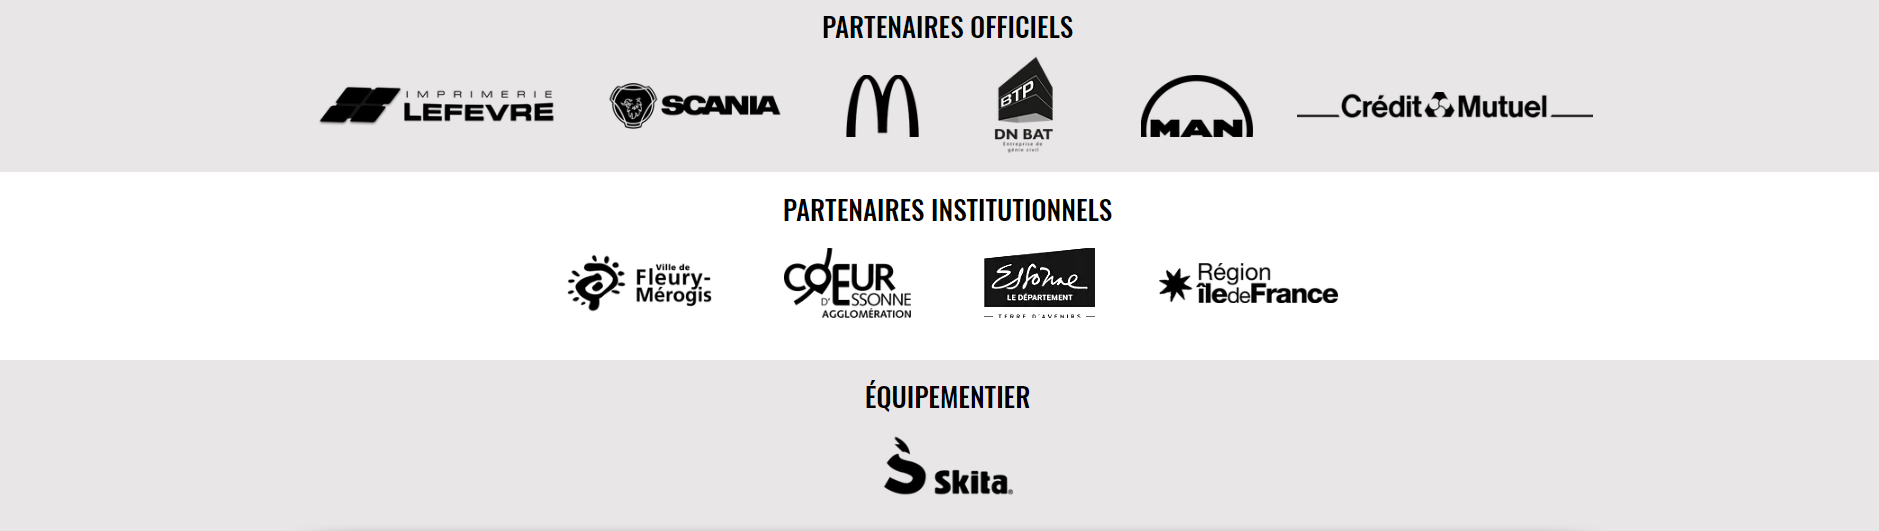 PARTENAIRES OFFICIELS
IMPRIMERIE
LEFEVRE
SCANIA
BTP
DN BAT
Entreprise de
génie civil
MAN
Crédit Mutuel
PARTENAIRES INSTITUTIONNELS
Ville de
Fleury-
Mérogis
CŒUR
D'ESSONNE
AGGLOMÉRATION
Essonne
LE DÉPARTEMENT
TERRE D'AVENIRS
Région
îledeFrance
ÉQUIPEMENTIER
Skita®